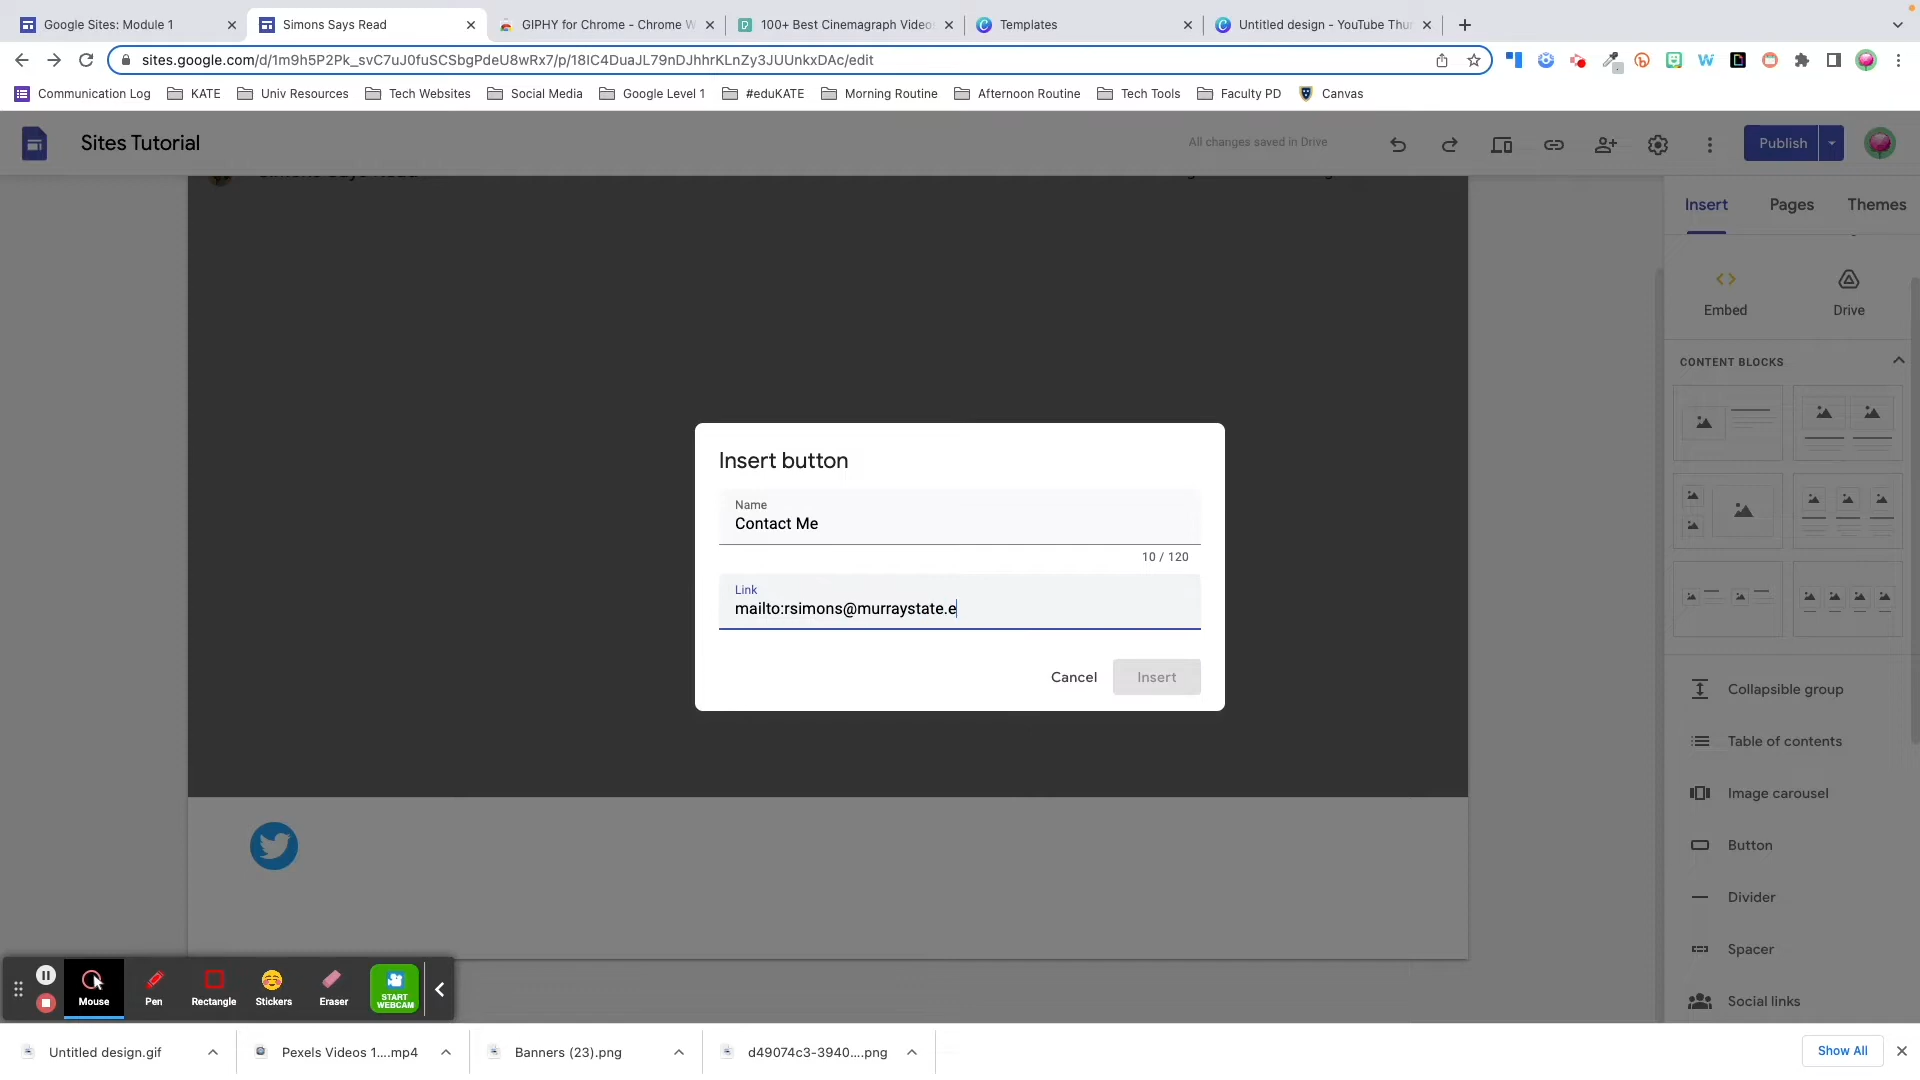 Google Sites: Module 1
Simons Says Read
GIPHY for Chrome - Chrome W
100+ Best Cinemagraph Video
Templates
Untitled design - YouTube Thu
sites.google.com/d/1m9h5P2Pk_svC7uJ0fuSCSbgPdeU8wRx7/p/18IC4DuaJL79nDJhhrKLnZy3JUUnkxDAc/edit
Communication Log
KATE
Univ Resources
Tech Websites
Social Media
Google Level 1
#eduKATE
Morning Routine
Afternoon Routine
Tech Tools
Faculty PD
Canvas
Sites Tutorial
All changes saved in Drive
Publish
Insert
Pages
Themes
Embed
Drive
CONTENT BLOCKS
Insert button
Name
Contact Me
10 / 120
Link
mailto:rsimons@murraystate.e
Cancel
Insert
Collapsible group
Table of contents
Image carousel
Button
Divider
Spacer
Social links
Mouse
Pen
Rectangle
Stickers
Eraser
START
WEBCAM
Untitled design.gif
Pexels Videos 1....mp4
Banners (23).png
d49074c3-3940....png
Show All